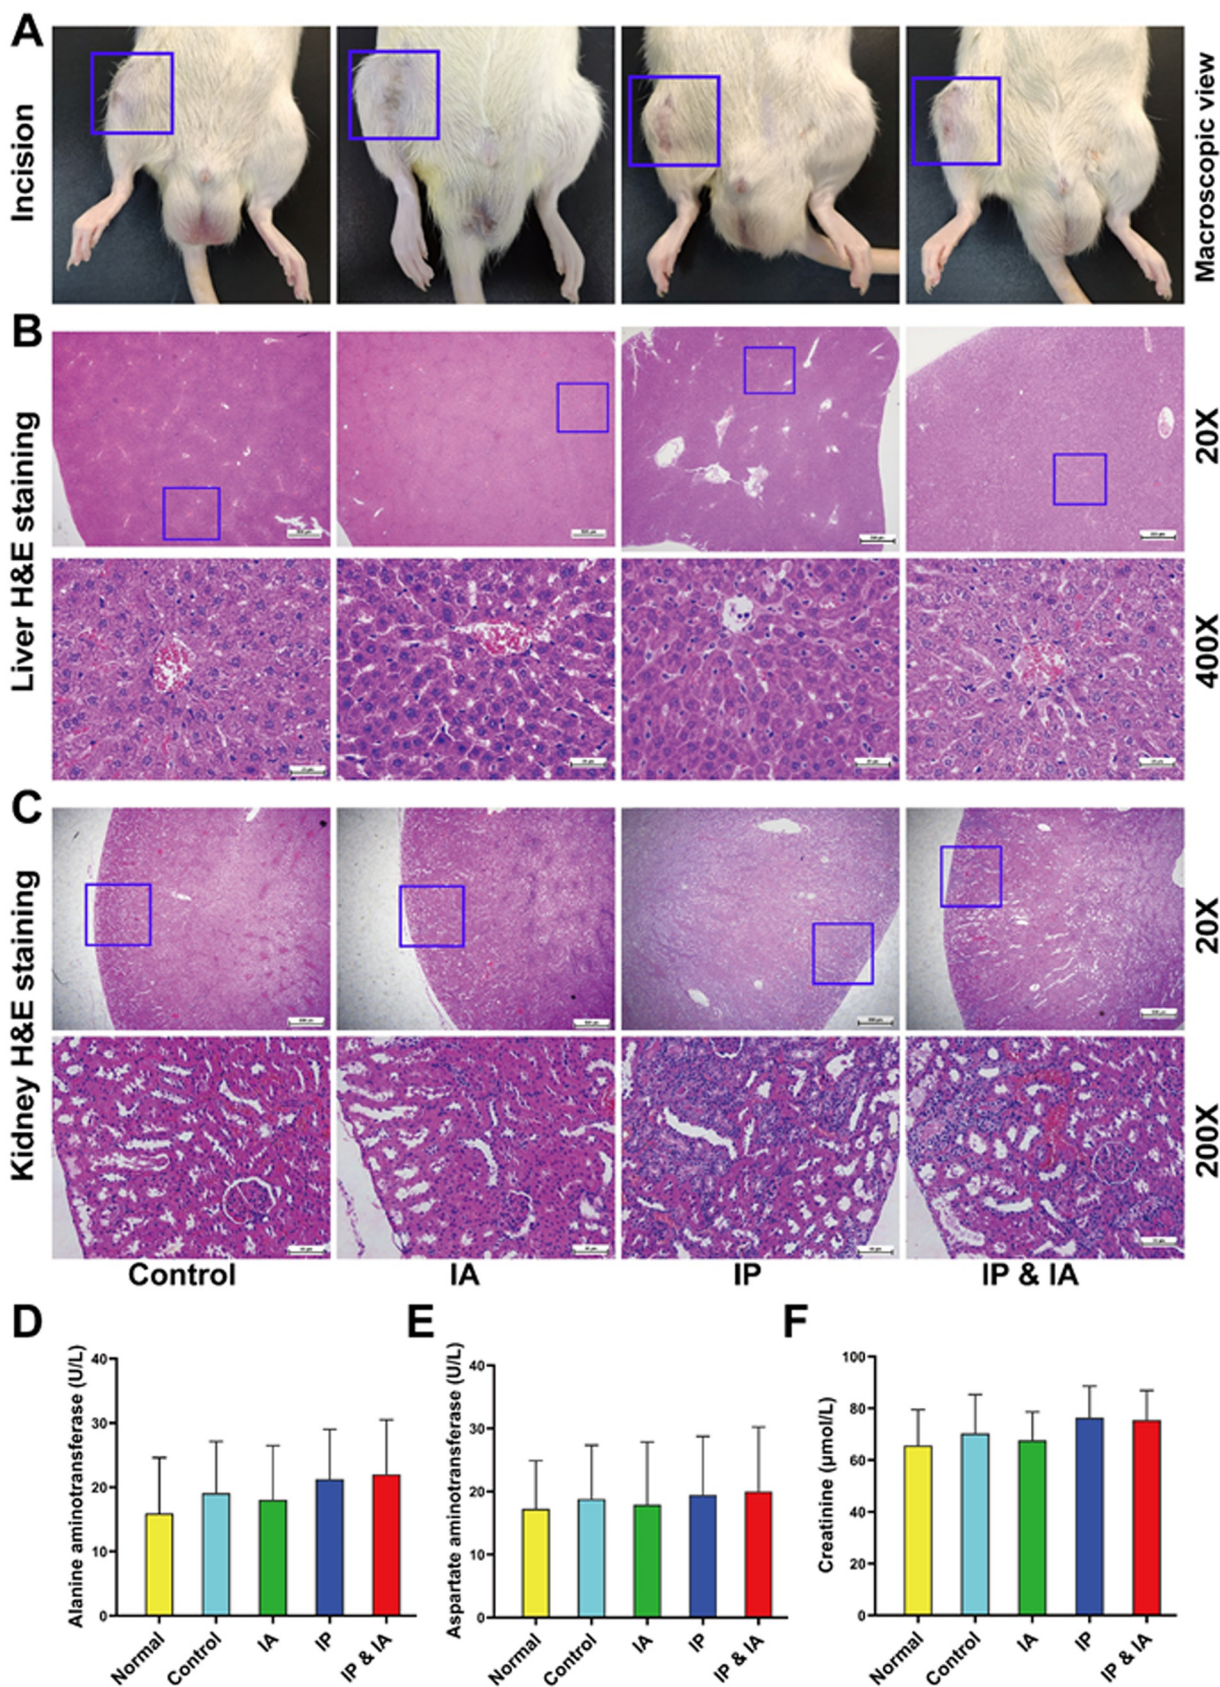 A
Incision
Macroscopic view
B
Liver H&E staining
20X
400X
C
Kidney H&E staining
20X
200X
Control IA IP IP & IA
D
Alanine aminotransferase (U/L)
40
30
20
10
0
Normal Control IA IP IP & IA
E
Aspartate aminotransferase (U/L)
40
30
20
10
0
Normal Control IA IP IP & IA
F
Creatinine (μmol/L)
100
80
60
40
20
0
Normal Control IA IP IP & IA